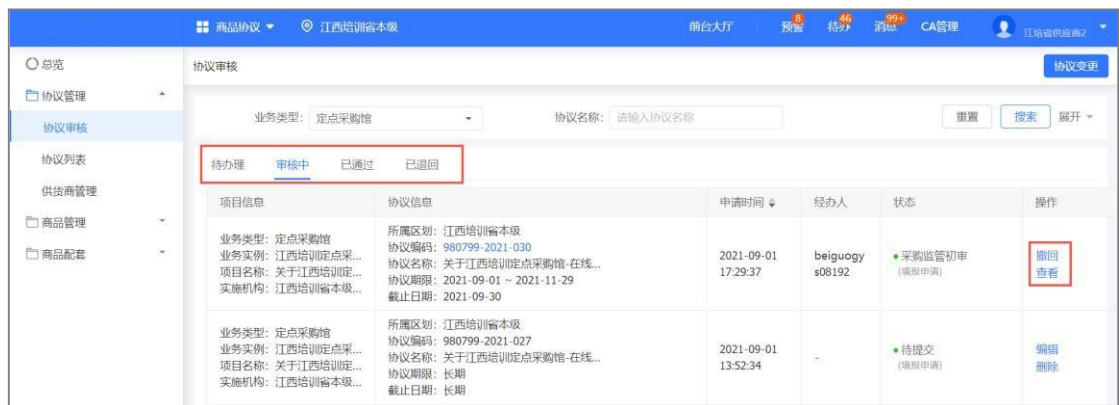 商品协议 江西培训省本级 前台大厅 预警 8 待办 46 消息 99+ CA管理 江培省供应商2
总览
协议管理
协议审核
协议列表
供货商管理
商品管理
商品配套
协议审核 协议变更
业务类型: 定点采购馆 协议名称: 请输入协议名称 重置 搜索 展开
待办理 审核中 已通过 已退回
项目信息 协议信息 申请时间 经办人 状态 操作
业务类型: 定点采购馆
业务实例: 江西培训定点采...
项目名称: 关于江西培训定...
实施机构: 江西培训省本级...
所属区划: 江西培训省本级
协议编码: 980799-2021-030
协议名称: 关于江西培训定点采购馆-在线...
协议期限: 2021-09-01 ~ 2021-11-29
截止日期: 2021-09-30
2021-09-01
17:29:37
beiguogy
s08192
采购监管初审
(填报申请)
撤回
查看
业务类型: 定点采购馆
业务实例: 江西培训定点采...
项目名称: 关于江西培训定...
实施机构: 江西培训省本级...
所属区划: 江西培训省本级
协议编码: 980799-2021-027
协议名称: 关于江西培训定点采购馆-在线...
协议期限: 长期
截止日期: 长期
2021-09-01
13:52:34
-
待提交
(填报申请)
编辑
删除